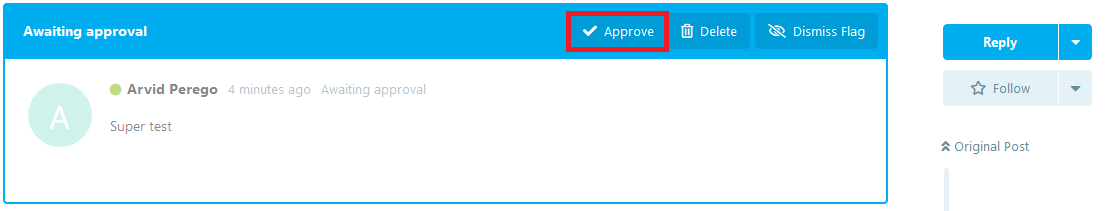 Awaiting approval
Approve
Delete
Dismiss Flag
Reply
A
Arvid Perego 4 minutes ago Awaiting approval
Follow
Super test
Original Post